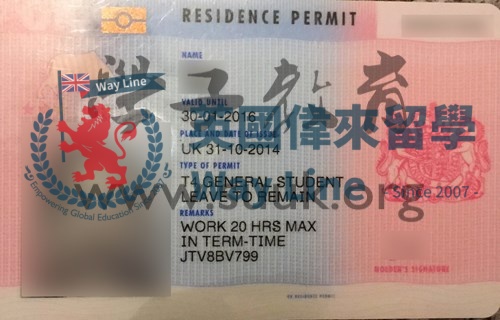 RESIDENCE PERMIT
NAME
VALID UNTIL
30-01-2016
PLACE AND DATE OF ISSUE
UK 31-10-2014
TYPE OF PERMIT
T4 GENERAL STUDENT
LEAVE TO REMAIN
REMARKS
WORK 20 HRS MAX
IN TERM-TIME
JTV8BV799
HOLDER'S SIGNATURE
Way Line
Empowering Global Education
偉來留學
Way Line
- Since 2007 -